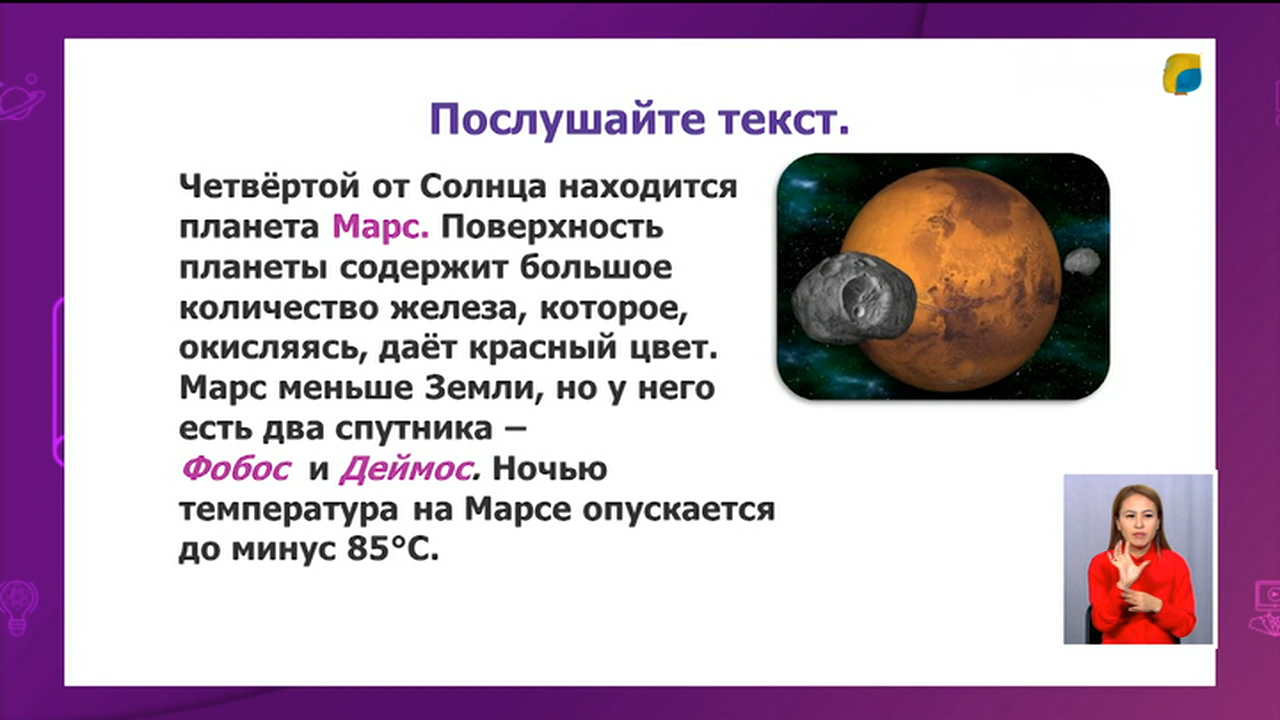 Послушайте текст.
Четвёртой от Солнца находится
планета Марс. Поверхность
планеты содержит большое
количество железа, которое,
окисляясь, даёт красный цвет.
Марс меньше Земли, но у него
есть два спутника –
Фобос и Деймос. Ночью
температура на Марсе опускается
до минус 85°С.